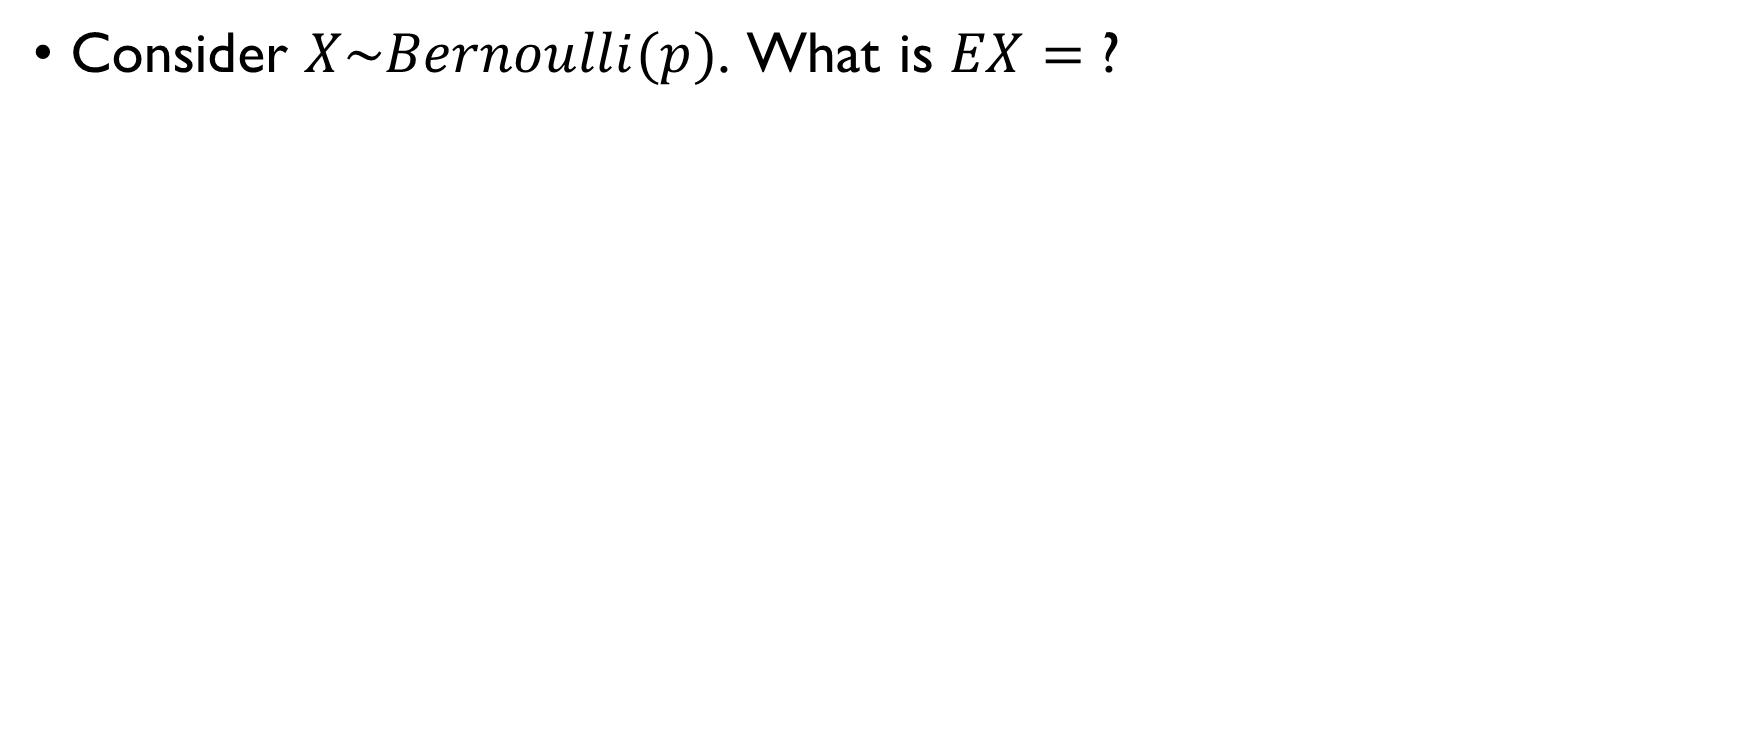 • Consider X~Bernoulli(p). What is EX = ?